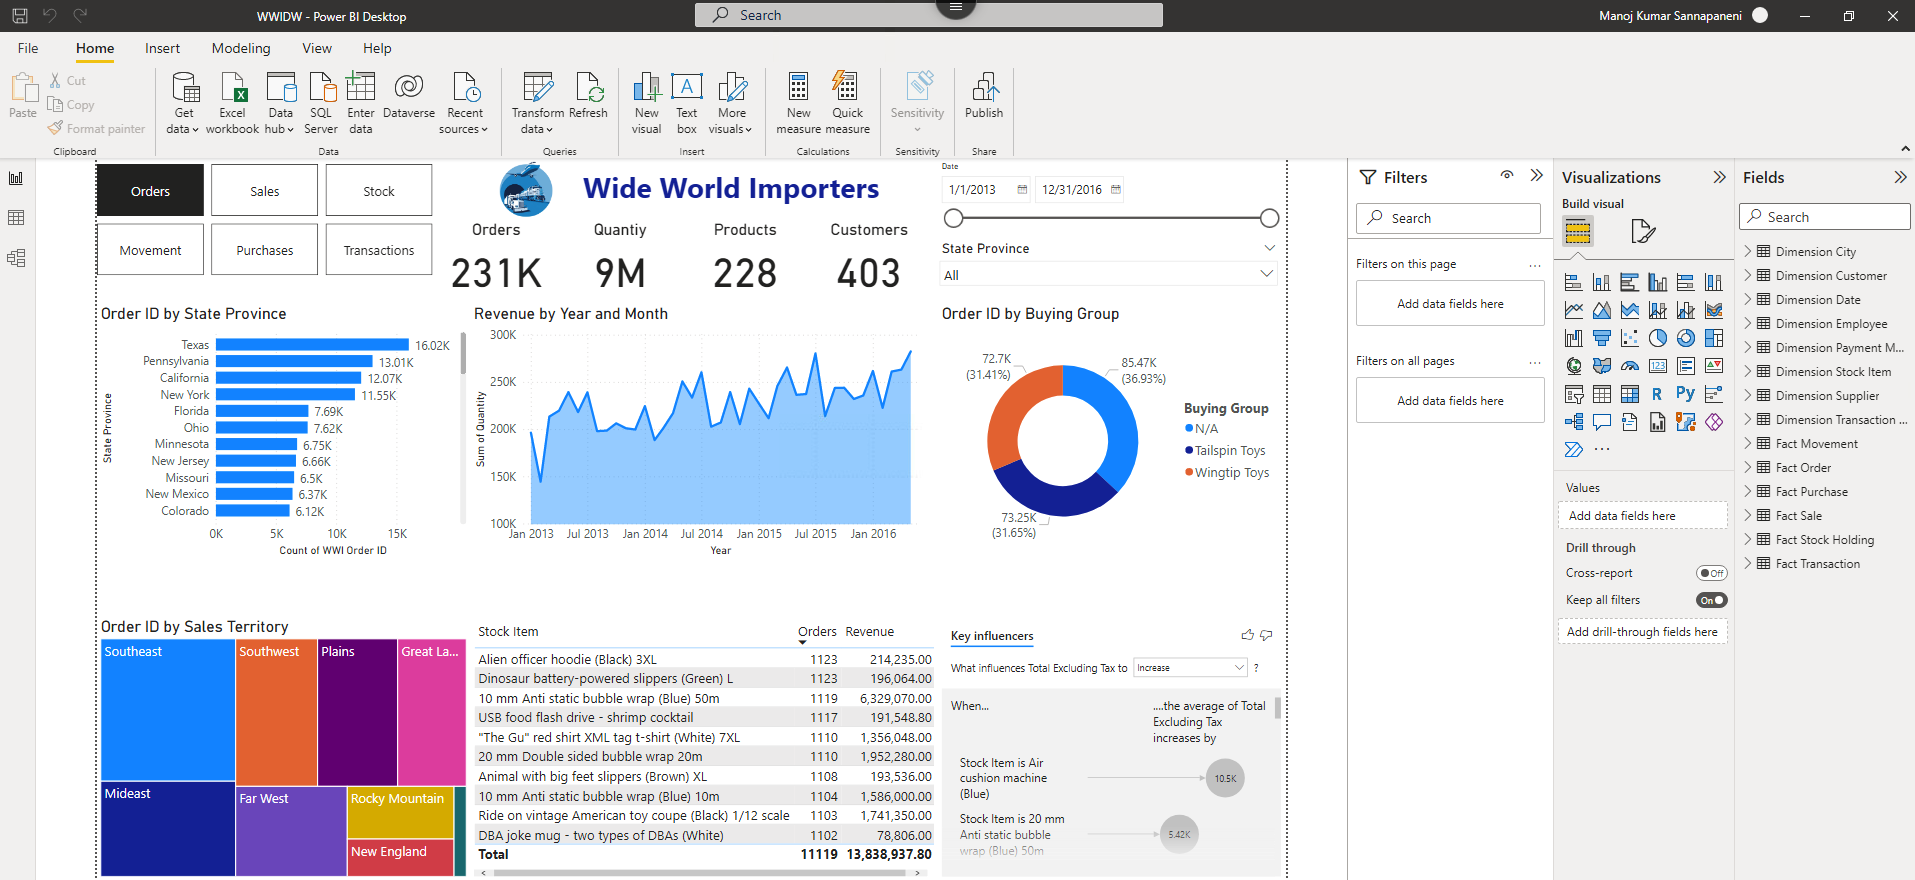 WWIDW - Power BI Desktop
Search
Manoj Kumar Sannapaneni
File
Home
Insert
Modeling
View
Help
Paste
Cut
Copy
Format painter
Clipboard
Get data
Excel workbook
Data hub
SQL Server
Enter data
Dataverse
Recent sources
Data
Transform data
Refresh
Queries
New visual
Text box
More visuals
Insert
New measure
Quick measure
Calculations
Sensitivity
Sensitivity
Publish
Share
Orders
Sales
Stock
Movement
Purchases
Transactions
Wide World Importers
Orders
231K
Quantiy
9M
Products
228
Customers
403
Date
1/1/2013
12/31/2016
State Province
All
Order ID by State Province
State Province
Texas 16.02K
Pennsylvania 13.01K
California 12.07K
New York 11.55K
Florida 7.69K
Ohio 7.62K
Minnesota 6.75K
New Jersey 6.66K
Missouri 6.5K
New Mexico 6.37K
Colorado 6.12K
0K 5K 10K 15K
Count of WWI Order ID
Revenue by Year and Month
Sum of Quantity
300K
250K
200K
150K
100K
Jan 2013 Jul 2013 Jan 2014 Jul 2014 Jan 2015 Jul 2015 Jan 2016
Year
Order ID by Buying Group
72.7K
(31.41%)
85.47K
(36.93%)
73.25K
(31.65%)
Buying Group
N/A
Tailspin Toys
Wingtip Toys
Order ID by Sales Territory
Southeast
Southwest
Plains
Great La...
Mideast
Far West
Rocky Mountain
New England
Stock Item Orders Revenue
Alien officer hoodie (Black) 3XL 1123 214,235.00
Dinosaur battery-powered slippers (Green) L 1123 196,064.00
10 mm Anti static bubble wrap (Blue) 50m 1119 6,329,070.00
USB food flash drive - shrimp cocktail 1117 191,548.80
"The Gu" red shirt XML tag t-shirt (White) 7XL 1110 1,356,048.00
20 mm Double sided bubble wrap 20m 1110 1,952,280.00
Animal with big feet slippers (Brown) XL 1108 193,536.00
10 mm Anti static bubble wrap (Blue) 10m 1104 1,586,000.00
Ride on vintage American toy coupe (Black) 1/12 scale 1103 1,741,350.00
DBA joke mug - two types of DBAs (White) 1102 78,806.00
Total 11119 13,838,937.80
Key influencers
What influences Total Excluding Tax to Increase ?
When...
....the average of Total
Excluding Tax
increases by
Stock Item is Air
cushion machine
(Blue)
10.5K
Stock Item is 20 mm
Anti static bubble
wrap (Blue) 50m
5.42K
Filters
Search
Filters on this page ...
Add data fields here
Filters on all pages ...
Add data fields here
Visualizations
Build visual
R
Py
123
...
Values
Add data fields here
Drill through
Cross-report Off
Keep all filters On
Add drill-through fields here
Fields
Search
Dimension City
Dimension Customer
Dimension Date
Dimension Employee
Dimension Payment M...
Dimension Stock Item
Dimension Supplier
Dimension Transaction ...
Fact Movement
Fact Order
Fact Purchase
Fact Sale
Fact Stock Holding
Fact Transaction